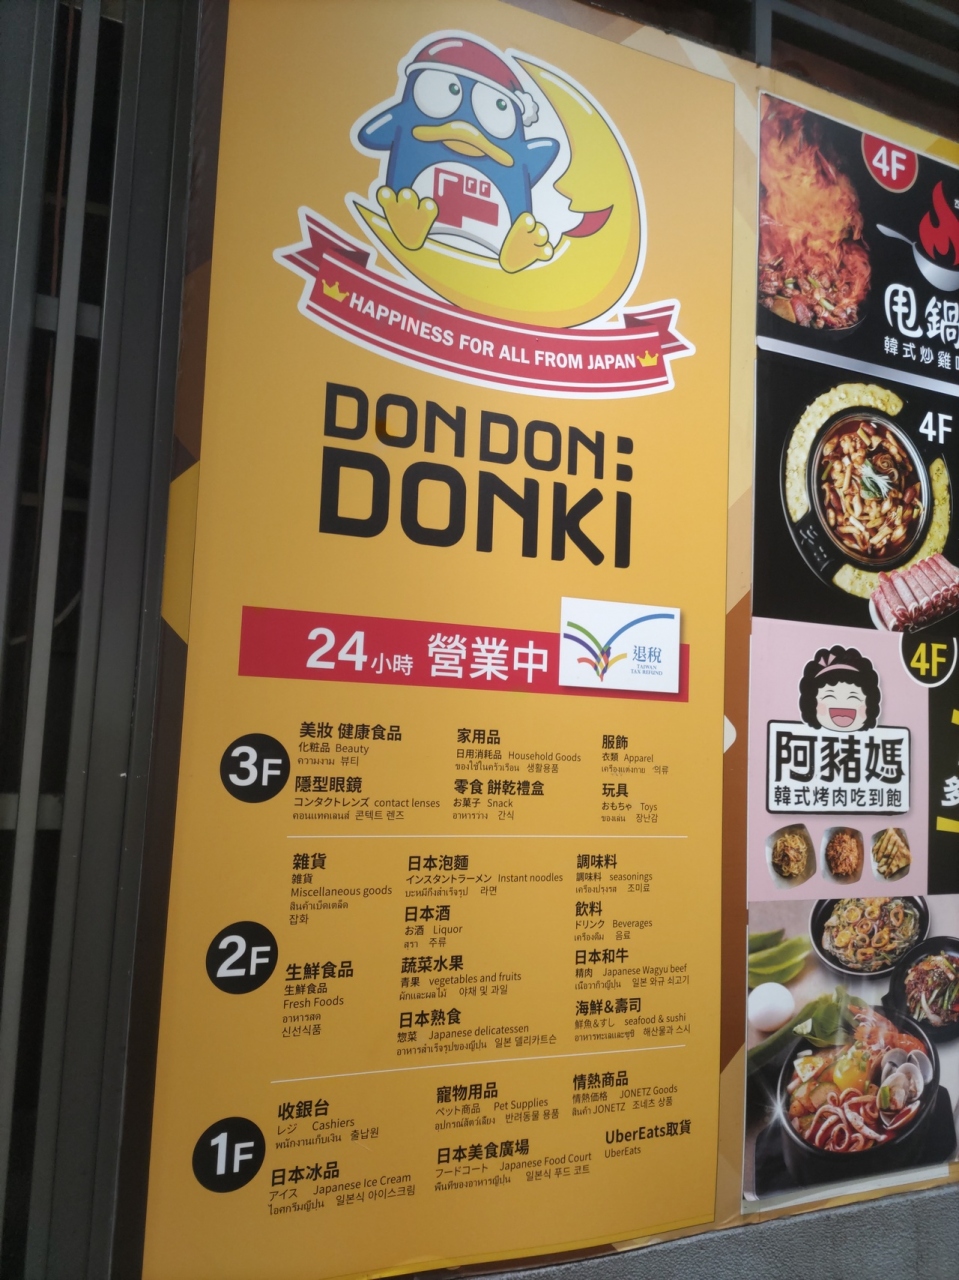 HAPPINESS FOR ALL FROM JAPAN
DON DON:
DONKi
24小時 營業中
退稅
TAIWAN
TAX REFUND
3F
美妝 健康食品
化粧品 Beauty
ความงาม 뷰티
隱型眼鏡
コンタクトレンズ contact lenses
คอนแทคเลนส์ 콘텍트 렌즈
家用品
日用消耗品 Household Goods
ของใช้ในครัวเรือน 생활용품
零食 餅乾禮盒
お菓子 Snack
อาหารว่าง 간식
服飾
衣類 Apparel
เครื่องแต่งกาย 의류
玩具
おもちゃ Toys
ของเล่น 장난감
2F
雜貨
雑貨
Miscellaneous goods
สินค้าเบ็ดเตล็ด
잡화
生鮮食品
生鮮食品
Fresh Foods
อาหารสด
신선식품
日本泡麵
インスタントラーメン Instant noodles
บะหมี่กึ่งสำเร็จรูป 라면
日本酒
お酒 Liquor
สุรา 주류
蔬菜水果
青果 vegetables and fruits
ผักและผลไม้ 야채 및 과일
日本熟食
惣菜 Japanese delicatessen
อาหารสำเร็จรูปของญี่ปุ่น 일본 델리카트슨
調味料
調味料 seasonings
เครื่องปรุงรส 조미료
飲料
ドリンク Beverages
เครื่องดื่ม 음료
日本和牛
精肉 Japanese Wagyu beef
เนื้อวากิวญี่ปุ่น 일본 와규 쇠고기
海鮮&壽司
鮮魚&すし seafood & sushi
อาหารทะเลและซูชิ 해산물과 스시
1F
收銀台
レジ Cashiers
พนักงานเก็บเงิน 출납원
日本冰品
アイス Japanese Ice Cream
ไอศกรีมญี่ปุ่น 일본식 아이스크림
寵物用品
ペット商品 Pet Supplies
อุปกรณ์สัตว์เลี้ยง 반려동물 용품
日本美食廣場
フードコート Japanese Food Court
พื้นที่ของอาหารญี่ปุ่น 일본식 푸드 코트
情熱商品
情熱価格 JONETZ Goods
สินค้า JONETZ 조네츠 상품
UberEats取貨
UberEats
4F
甩鍋
韓式炒雞
4F
4F
阿豬媽
韓式烤肉吃到飽